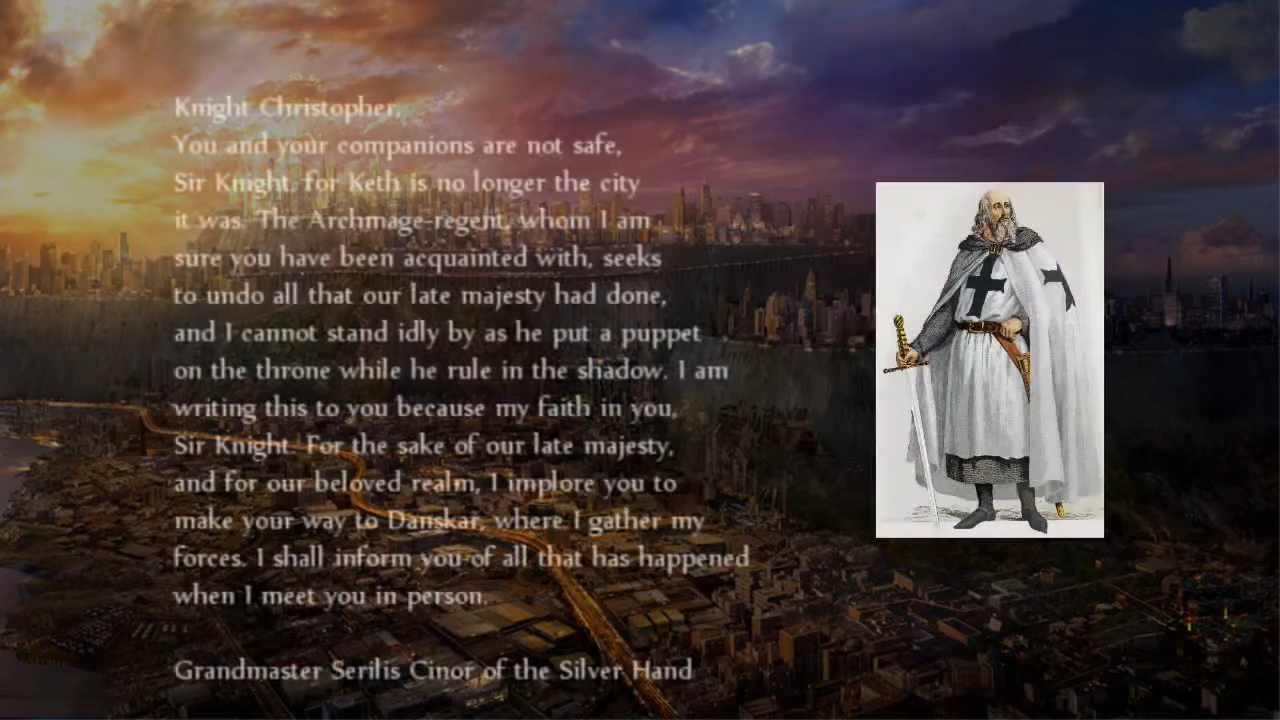 Knight Christopher,
You and your companions are not safe,
Sir Knight, for Keth is no longer the city
it was. The Archmage-regent, whom I am
sure you have been acquainted with, seeks
to undo all that our late majesty had done,
and I cannot stand idly by as he put a puppet
on the throne while he rule in the shadow. I am
writing this to you because my faith in you,
Sir Knight. For the sake of our late majesty,
and for our beloved realm, I implore you to
make your way to Danskar, where I gather my
forces. I shall inform you of all that has happened
when I meet you in person.
Grandmaster Serilis Cinor of the Silver Hand